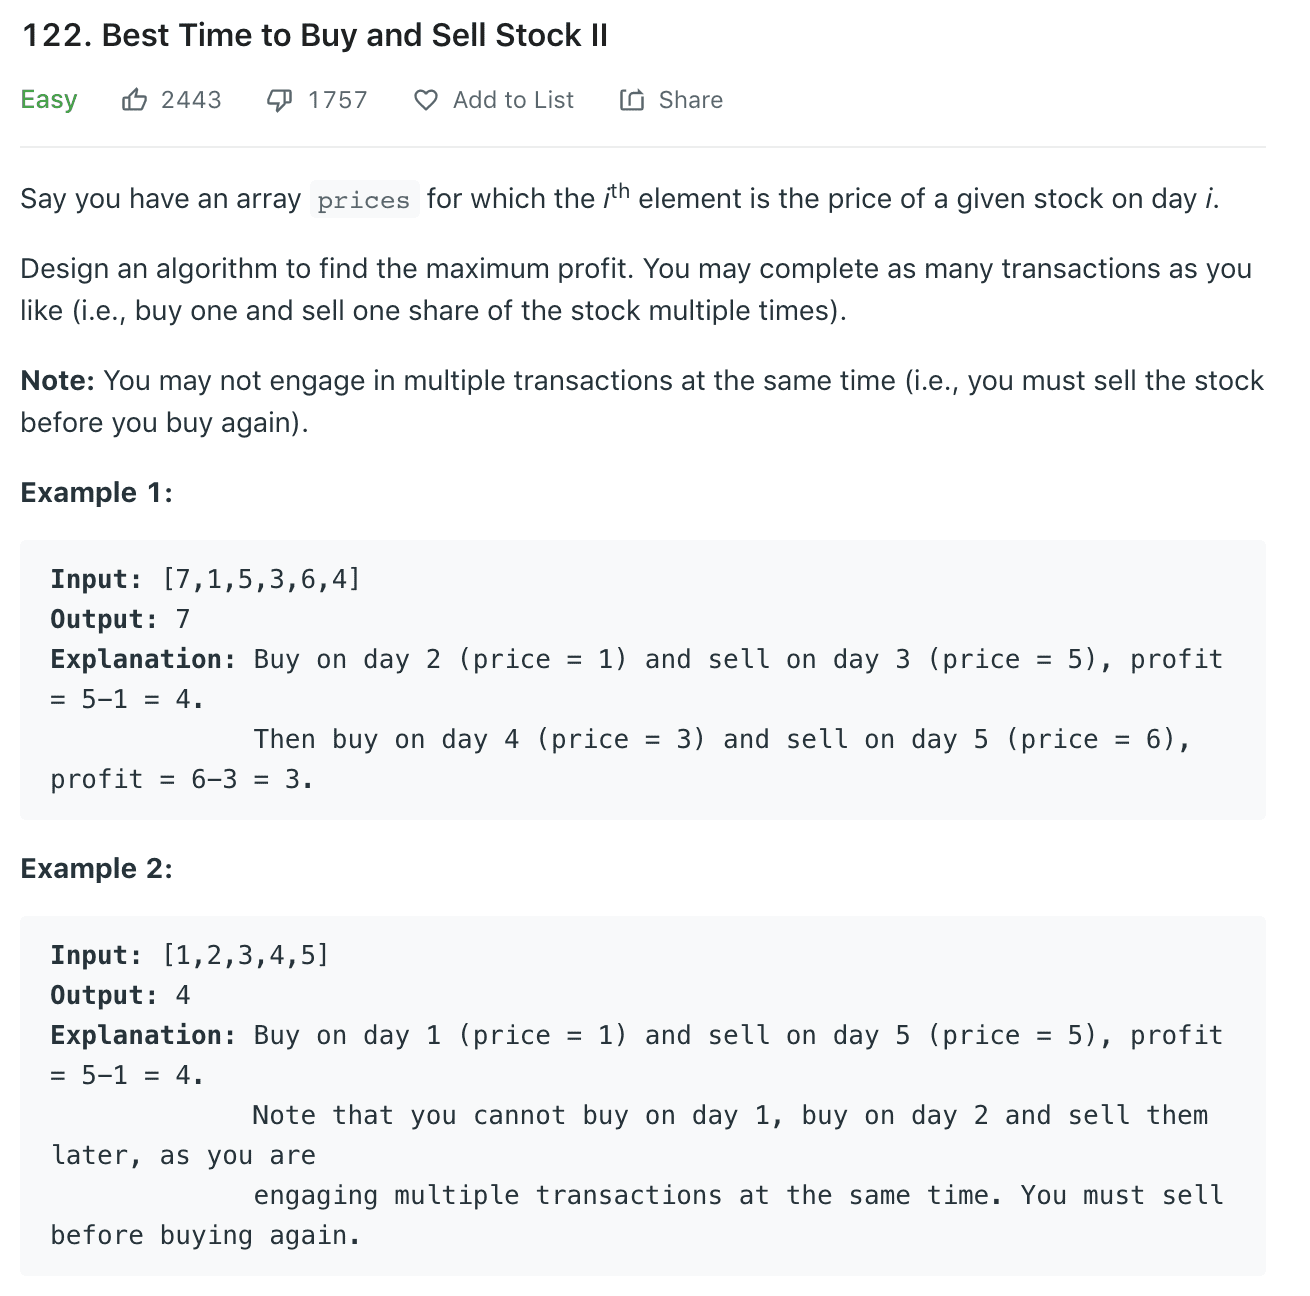 122. Best Time to Buy and Sell Stock II
Easy 2443 1757 Add to List Share
Say you have an array prices for which the ith element is the price of a given stock on day i.
Design an algorithm to find the maximum profit. You may complete as many transactions as you
like (i.e., buy one and sell one share of the stock multiple times).
Note: You may not engage in multiple transactions at the same time (i.e., you must sell the stock
before you buy again).
Example 1:
Input: [7,1,5,3,6,4]
Output: 7
Explanation: Buy on day 2 (price = 1) and sell on day 3 (price = 5), profit
= 5-1 = 4.
Then buy on day 4 (price = 3) and sell on day 5 (price = 6),
profit = 6-3 = 3.
Example 2:
Input: [1,2,3,4,5]
Output: 4
Explanation: Buy on day 1 (price = 1) and sell on day 5 (price = 5), profit
= 5-1 = 4.
Note that you cannot buy on day 1, buy on day 2 and sell them
later, as you are
engaging multiple transactions at the same time. You must sell
before buying again.